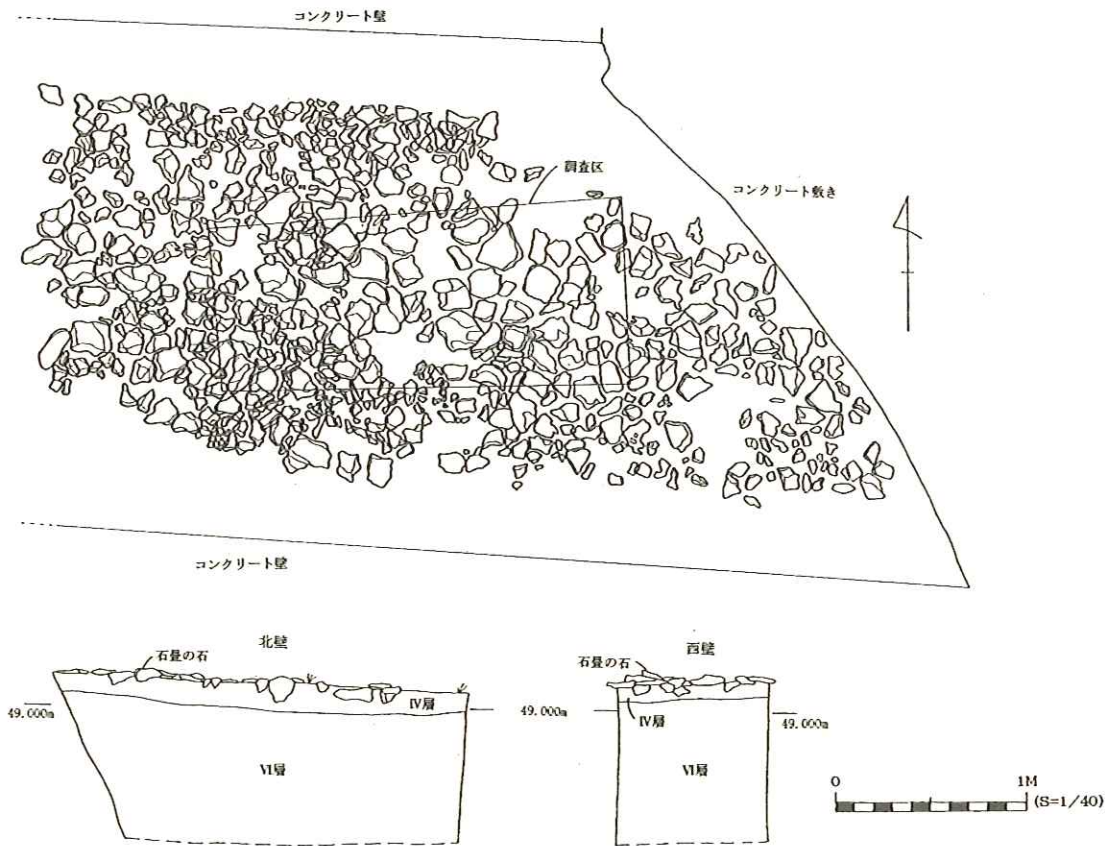 コンクリート壁
調査区
コンクリート敷き
コンクリート壁
北壁
石畳の石
49.000m
IV層
VI層
西壁
石畳の石
49.000m
IV層
49.000m
VI層
0 1M
(S=1/40)